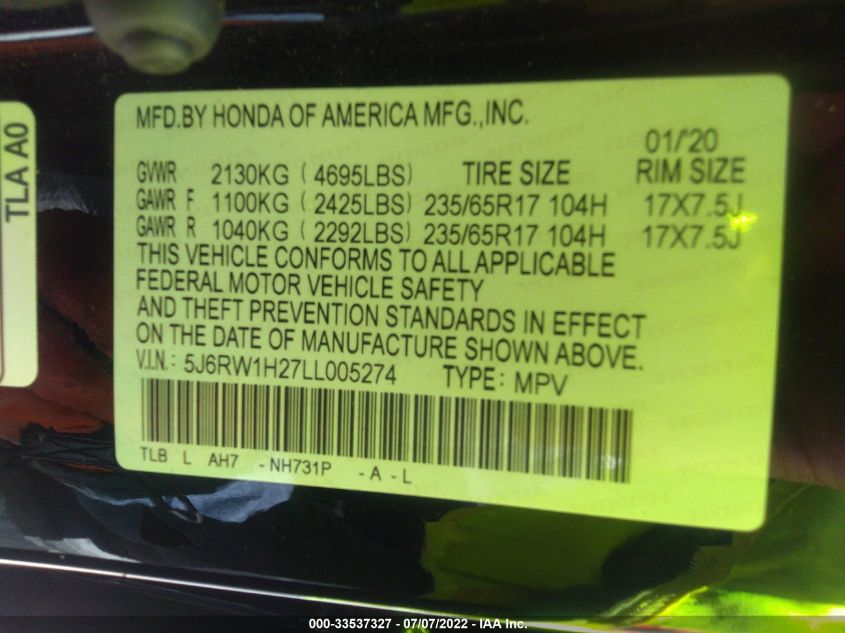 TLA A0
MFD.BY HONDA OF AMERICA MFG.,INC.
01/'20
GVWR 2130KG ( 4695LBS) TIRE SIZE RIM SIZE
GAWR F 1100KG ( 2425LBS) 235/65R17 104H 17X7.5J
GAWR R 1040KG ( 2292LBS) 235/65R17 104H 17X7.5J
THIS VEHICLE CONFORMS TO ALL APPLICABLE
FEDERAL MOTOR VEHICLE SAFETY
AND THEFT PREVENTION STANDARDS IN EFFECT
ON THE DATE OF MANUFACTURE SHOWN ABOVE.
V.I.N.: 5J6RW1H27LL005274 TYPE: MPV
TLB L AH7 -NH731P -A-L
000-33537327 - 07/07/2022 - IAA Inc.